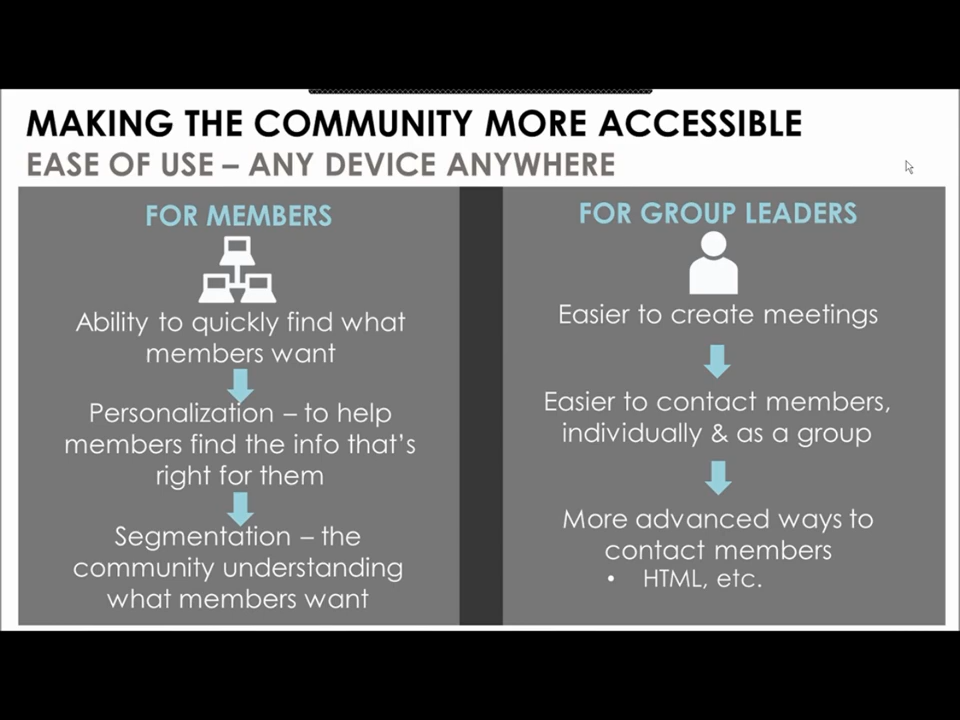 MAKING THE COMMUNITY MORE ACCESSIBLE
EASE OF USE – ANY DEVICE ANYWHERE
FOR MEMBERS
Ability to quickly find what
members want
Personalization – to help
members find the info that's
right for them
Segmentation – the
community understanding
what members want
FOR GROUP LEADERS
Easier to create meetings
Easier to contact members,
individually & as a group
More advanced ways to
contact members
• HTML, etc.